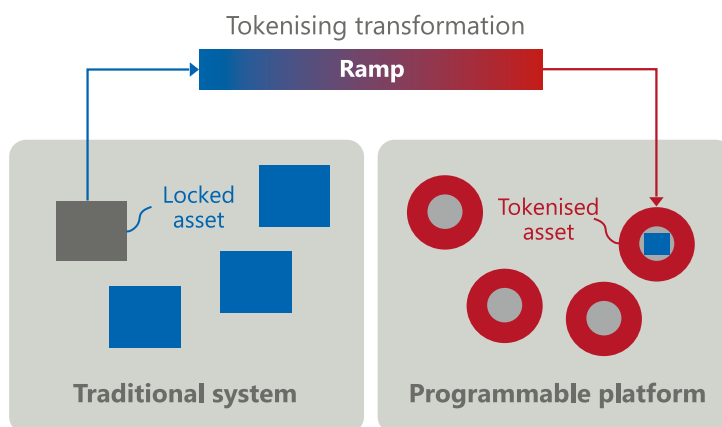 Tokenising transformation
Ramp
Locked
asset
Tokenised
asset
Traditional system
Programmable platform